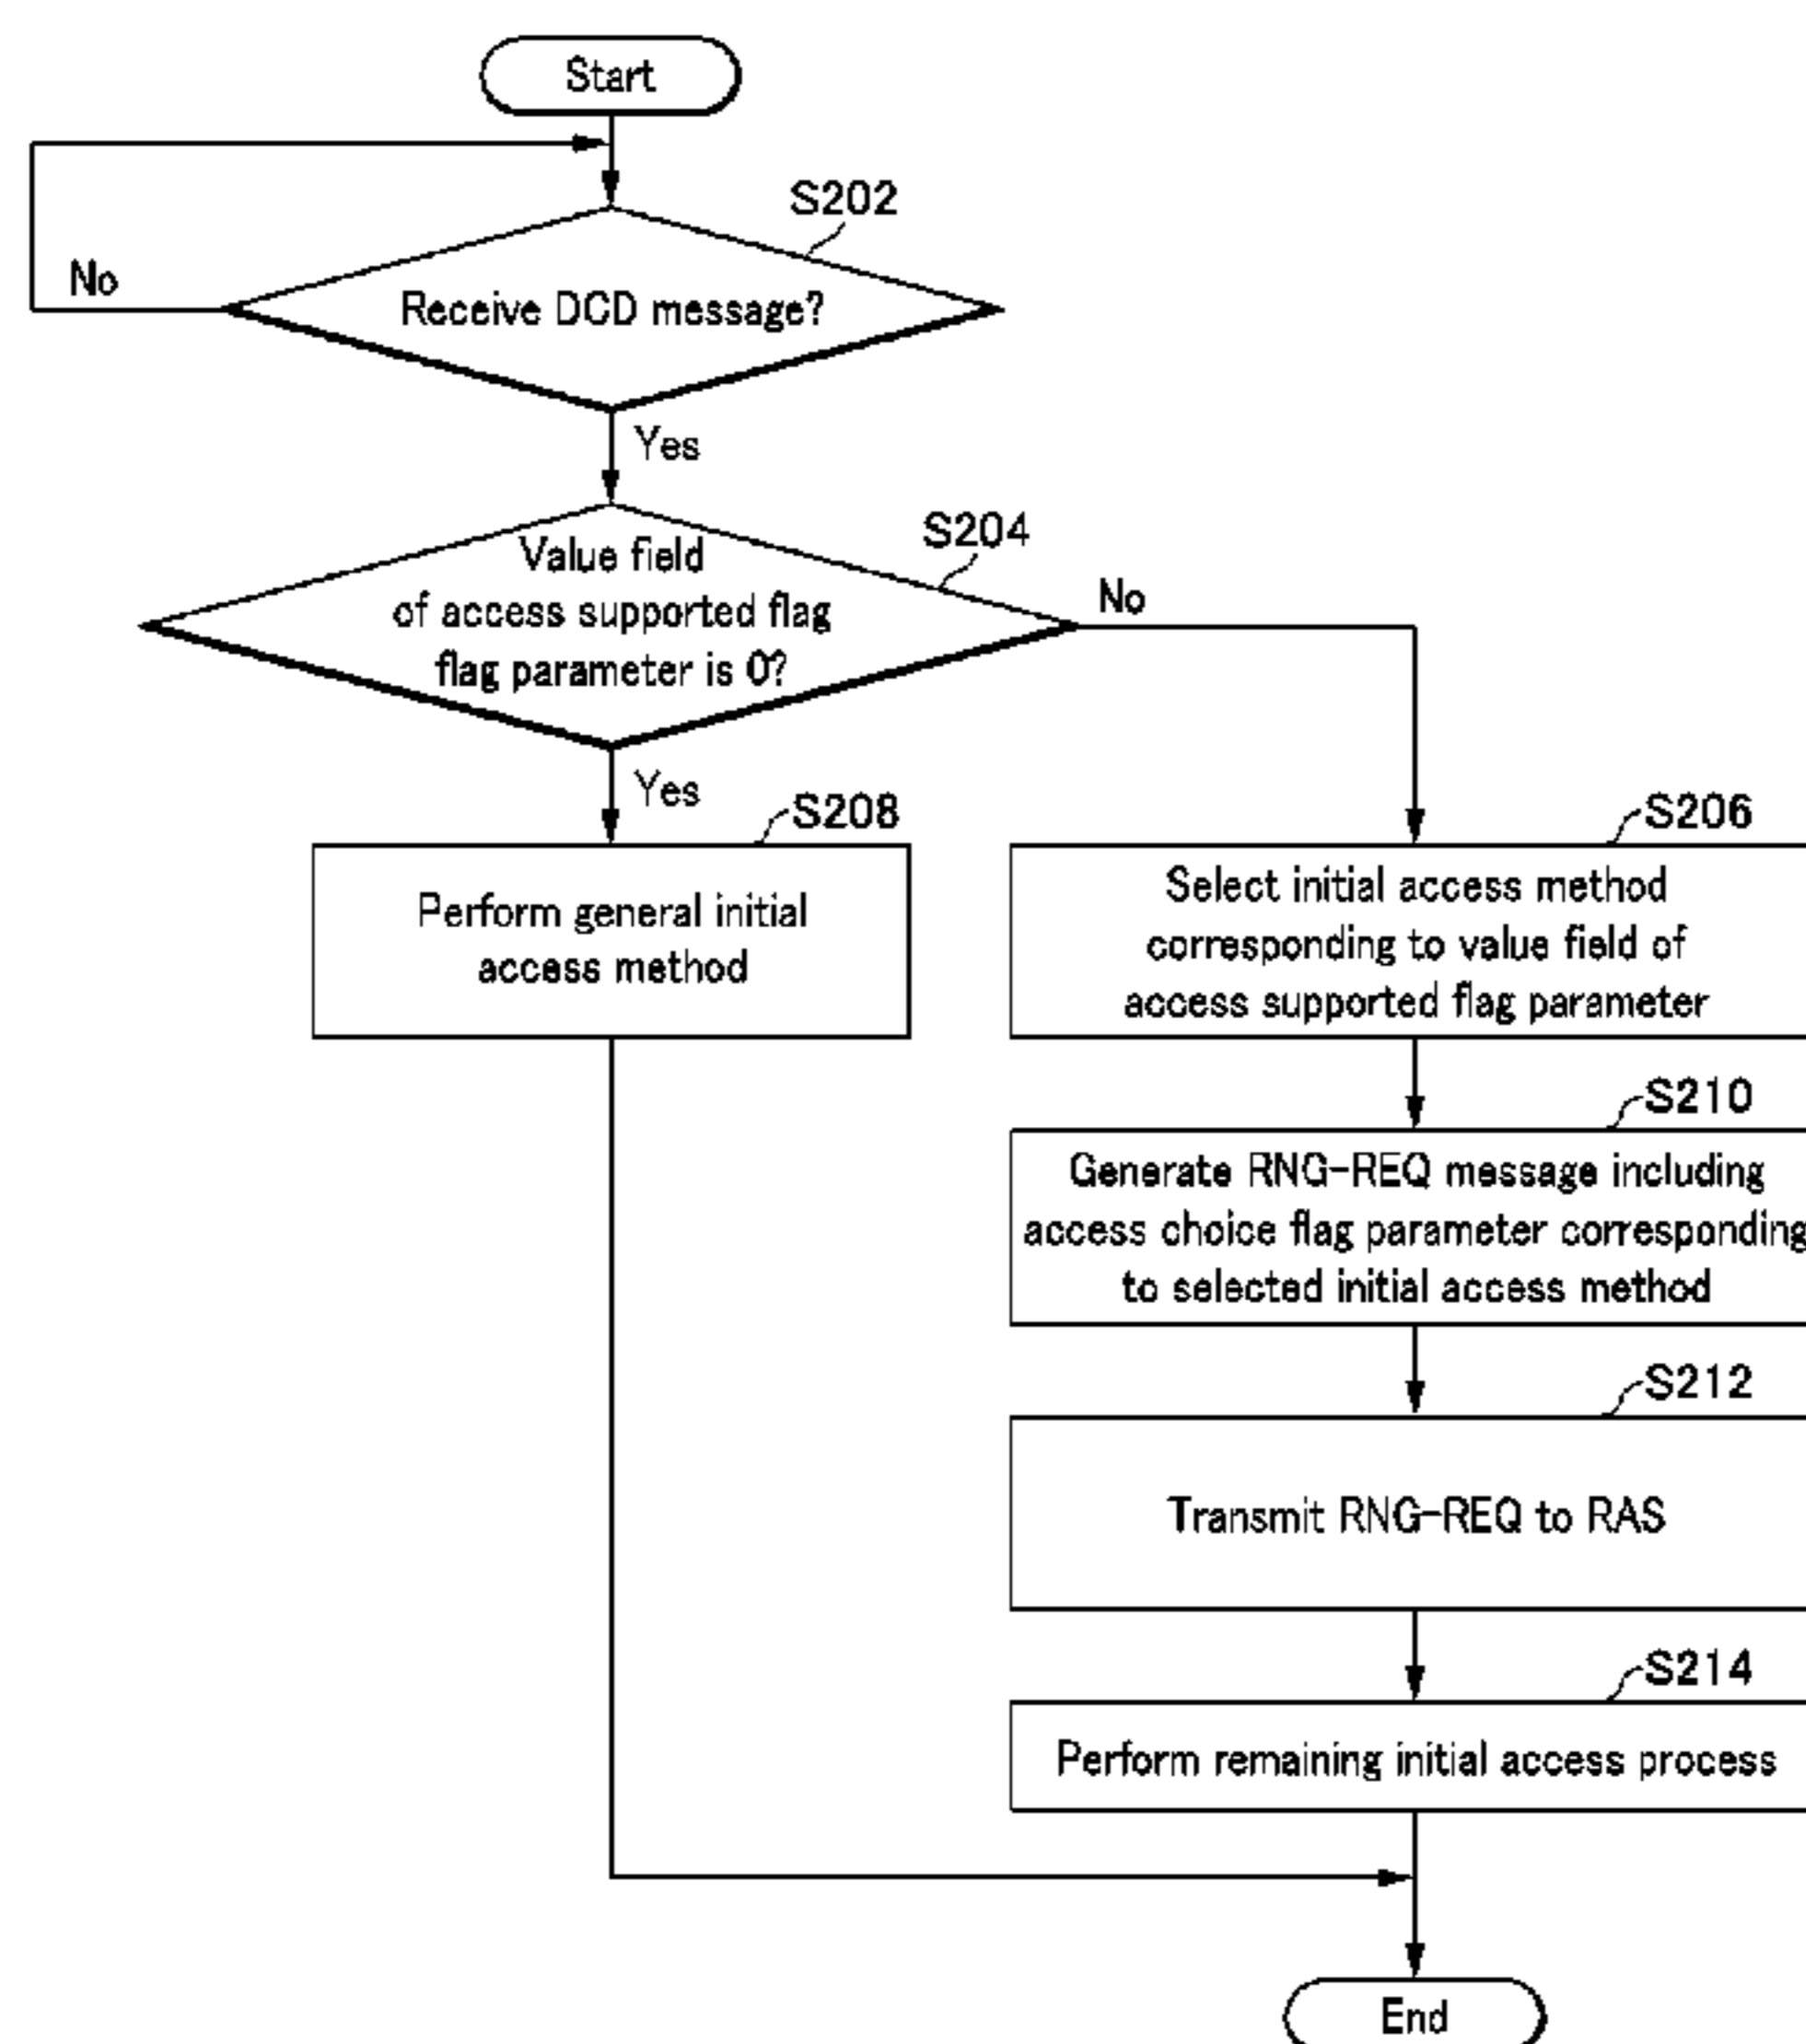 Start
S202
No
Receive DCD message?
Yes
S204
Value field
of access supported flag
flag parameter is 0?
No
Yes
S208
Perform general initial
access method
S206
Select initial access method
corresponding to value field of
access supported flag parameter
S210
Generate RNG-REQ message including
access choice flag parameter corresponding
to selected initial access method
S212
Transmit RNG-REQ to RAS
S214
Perform remaining initial access process
End